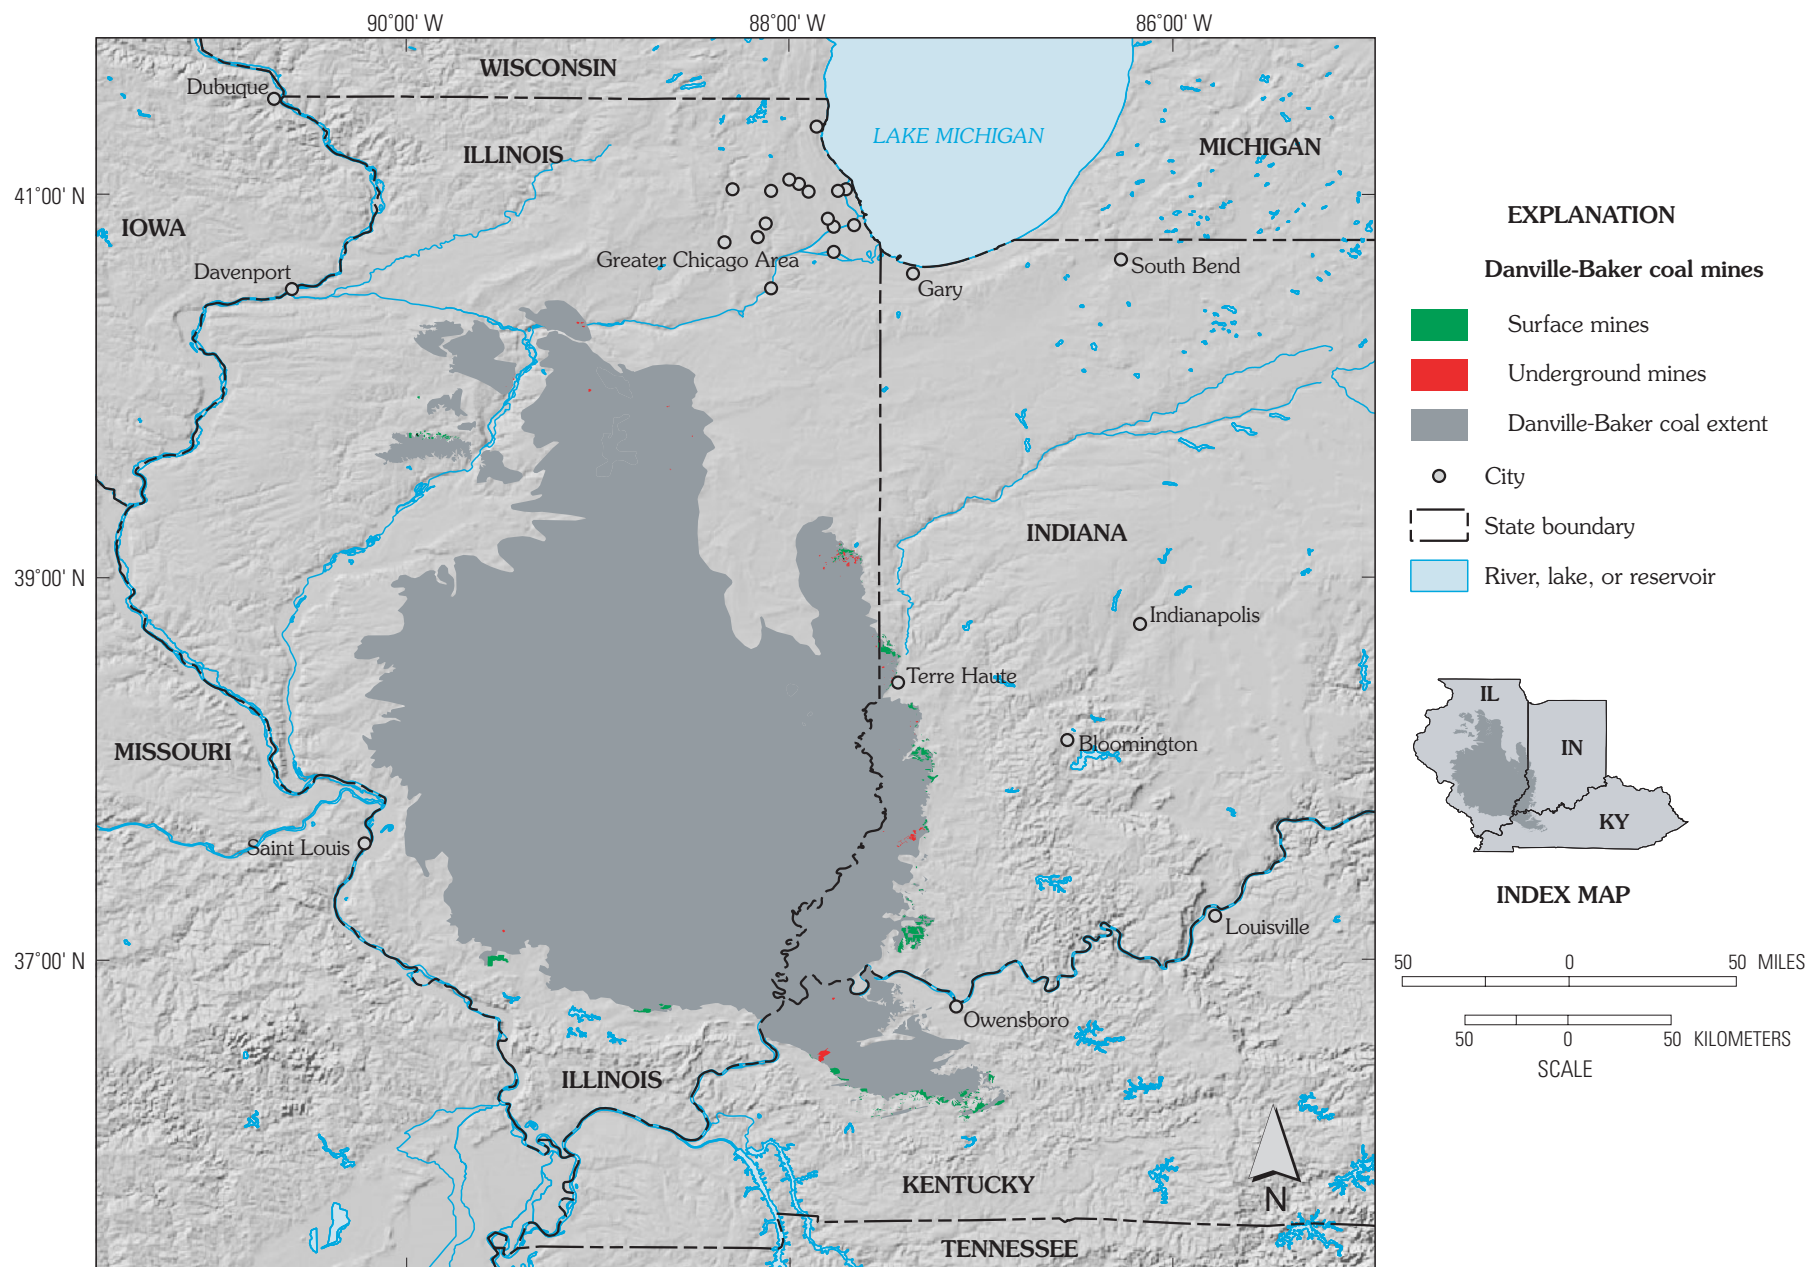 90°00' W
88°00' W
86°00' W
WISCONSIN
Dubuque
LAKE MICHIGAN
ILLINOIS
MICHIGAN
41°00' N
IOWA
Greater Chicago Area
Davenport
South Bend
Gary
INDIANA
39°00' N
Indianapolis
Terre Haute
Bloomington
MISSOURI
Saint Louis
Louisville
37°00' N
Owensboro
ILLINOIS
KENTUCKY
TENNESSEE
N
EXPLANATION
Danville-Baker coal mines
Surface mines
Underground mines
Danville-Baker coal extent
City
State boundary
River, lake, or reservoir
IL
IN
KY
INDEX MAP
50 0 50 MILES
50 0 50 KILOMETERS
SCALE